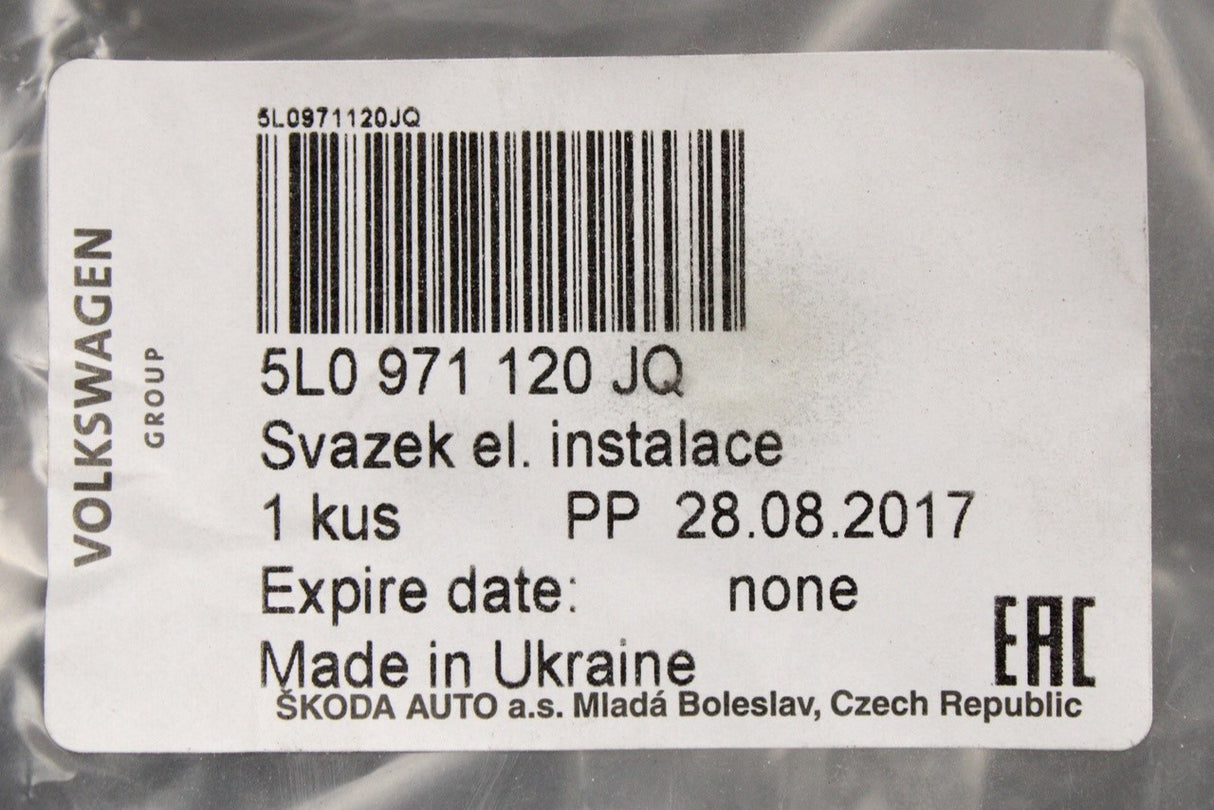 5L0971120JQ
VOLKSWAGEN
GROUP
5L0 971 120 JQ
Svazek el. instalace
1 kus PP 28.08.2017
Expire date: none
Made in Ukraine
EAC
ŠKODA AUTO a.s. Mladá Boleslav, Czech Republic